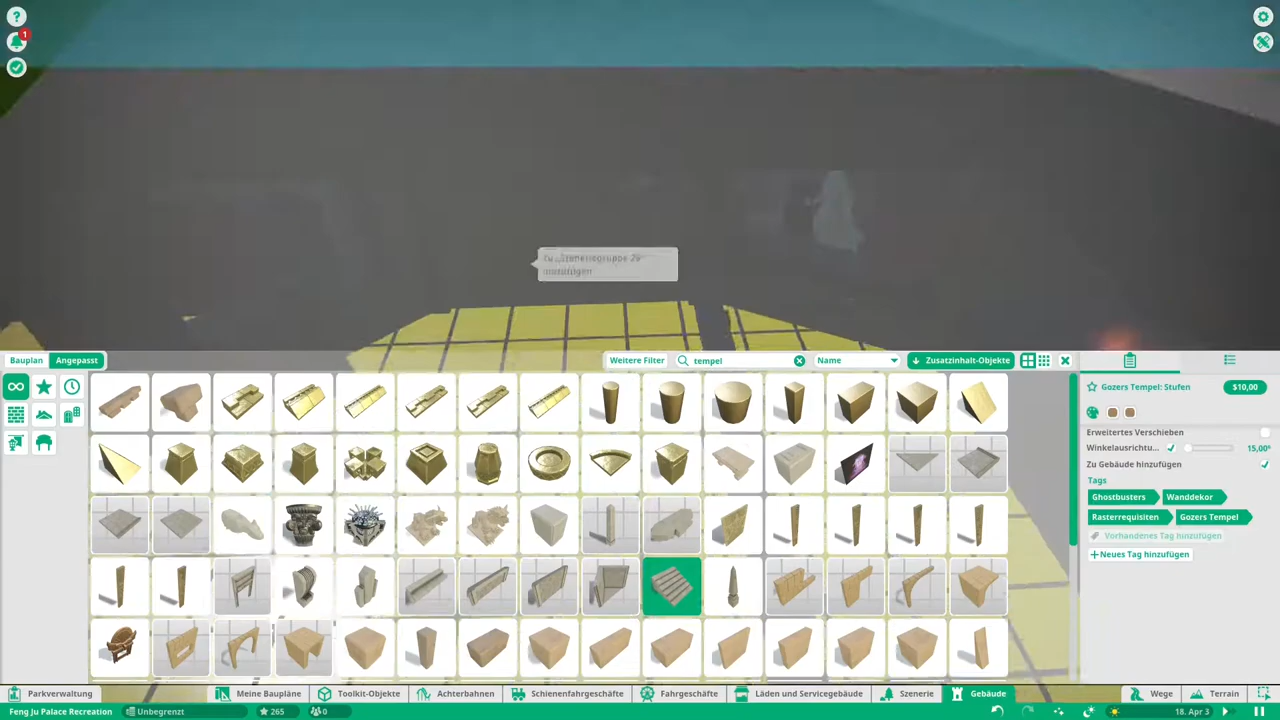 ?
1
hinzufügen
Bauplan Angepasst Weitere Filter tempel Name Zusatzinhalt-Objekte
Gozers Tempel: Stufen $10,00
Erweitertes Verschieben
Winkelausrichtu... 15,00°
Zu Gebäude hinzufügen
Tags
Ghostbusters Wanddekor
Rasterrequisiten Gozers Tempel
Vorhandenes Tag hinzufügen
+ Neues Tag hinzufügen
Parkverwaltung Meine Baupläne Toolkit-Objekte Achterbahnen Schienenfahrgeschäfte Fahrgeschäfte Läden und Servicegebäude Szenerie Gebäude Wege Terrain
Feng Ju Palace Recreation Unbegrenzt 265 0 18. Apr 3